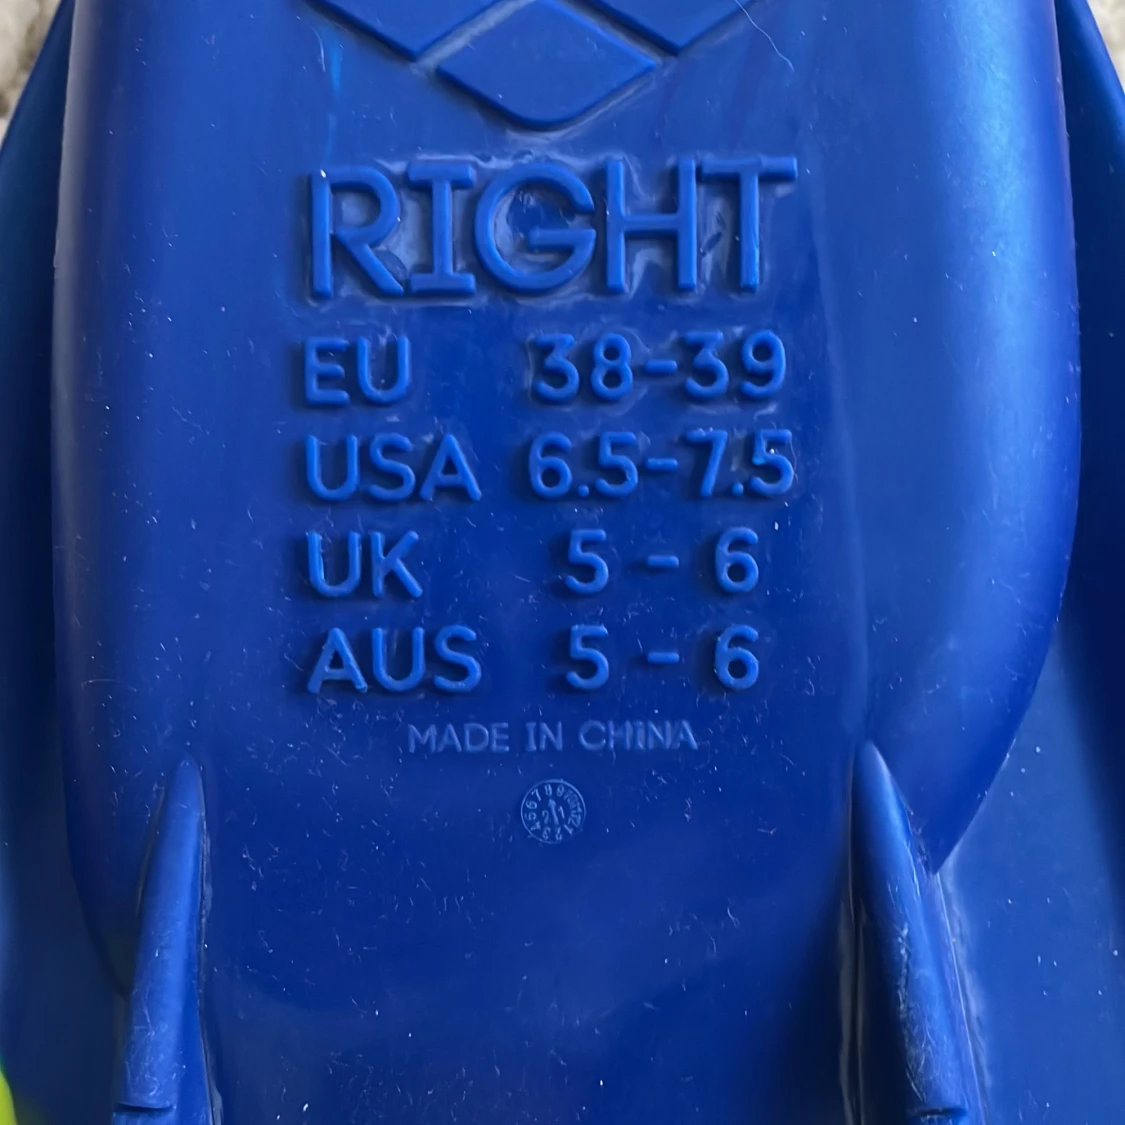 RIGHT
EU 38-39
USA 6.5-7.5
UK 5 - 6
AUS 5 - 6
MADE IN CHINA